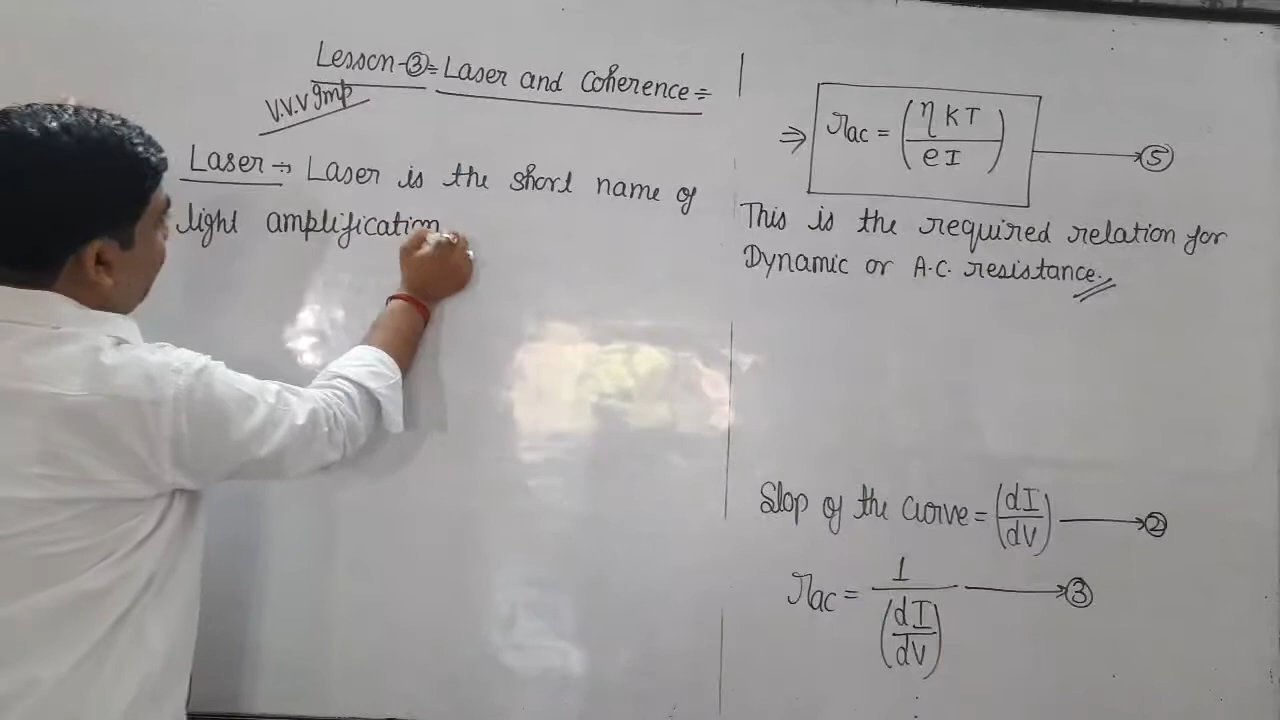 Lesson-③= Laser and Coherence=
V.V.V Imp
Laser → Laser is the short name of
light amplification
⇒ rac = (ηKT/eI) → ⑤
This is the required relation for
Dynamic or A.C. resistance.
Slop of the curve = (dI/dV) → ②
rac = 1/(dI/dV) → ③